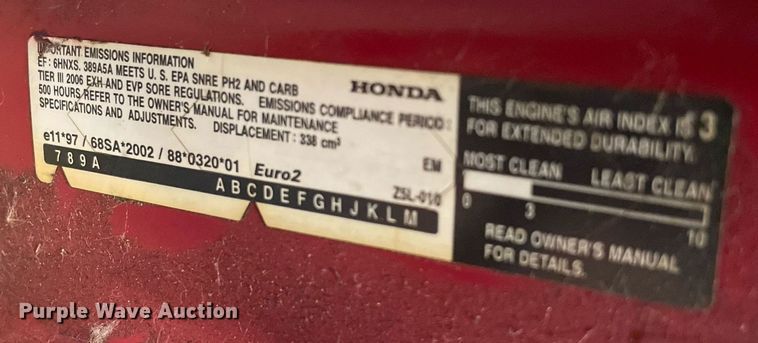 IMPORTANT EMISSIONS INFORMATION
EF: 6HNXS. 389A5A MEETS U. S. EPA SNRE PH2 AND CARB
TIER III 2006 EXH AND EVP SORE REGULATIONS. EMISSIONS COMPLIANCE PERIOD:
500 HOURS REFER TO THE OWNER'S MANUAL FOR MAINTENANCE
SPECIFICATIONS AND ADJUSTMENTS. DISPLACEMENT : 338 cm³
HONDA
e11*97 / 68SA*2002 / 88*0320*01 Euro2
EM
Z5L-010
7 8 9 A
A B C D E F G H J K L M
THIS ENGINE'S AIR INDEX IS 3
FOR EXTENDED DURABILITY.
MOST CLEAN LEAST CLEAN
0 3 10
READ OWNER'S MANUAL
FOR DETAILS.
Purple Wave Auction